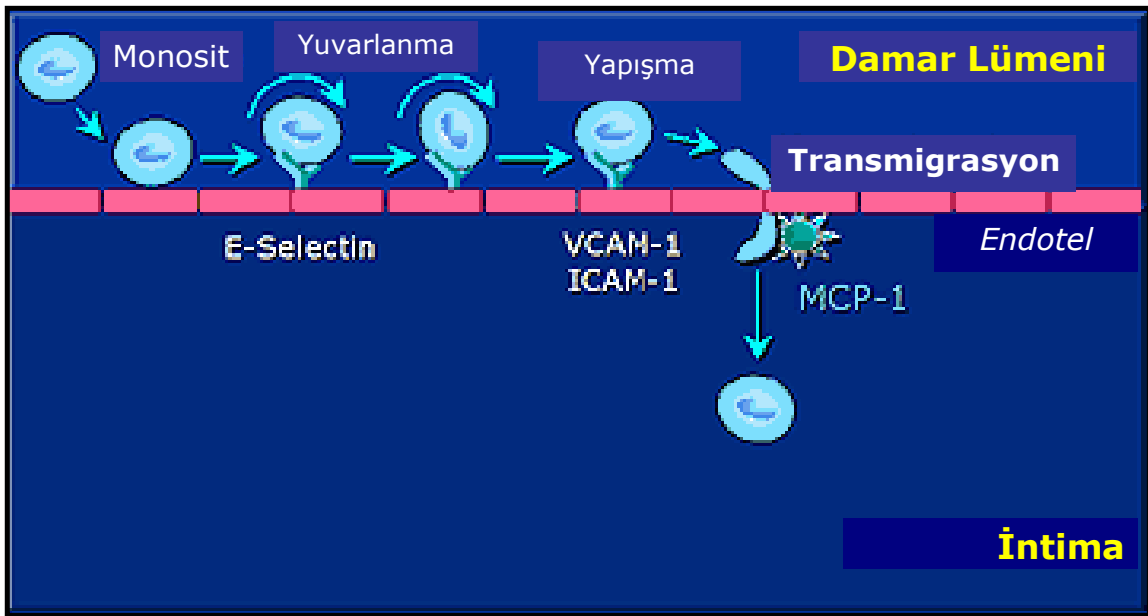 Monosit
Yuvarlanma
Yapışma
Damar Lümeni
Transmigrasyon
E-Selectin
VCAM-1
ICAM-1
Endotel
MCP-1
İntima